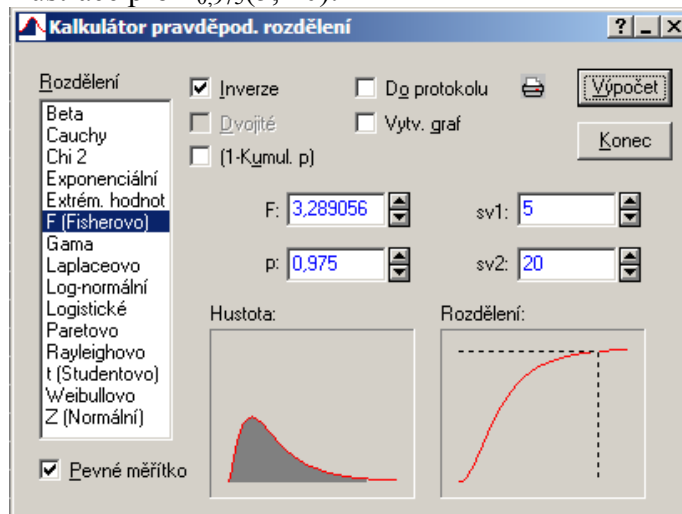 Kalkulátor pravděpod. rozdělení
Rozdělení
Beta
Cauchy
Chi 2
Exponenciální
Extrém. hodnot
F (Fisherovo)
Gama
Laplaceovo
Log-normální
Logistické
Paretovo
Rayleighovo
t (Studentovo)
Weibullovo
Z (Normální)
Pevné měřítko
Inverze
Dvojité
(1-Kumul. p)
Do protokolu
Vytv. graf
Výpočet
Konec
F: 3,289056
sv1: 5
p: 0,975
sv2: 20
Hustota:
Rozdělení: